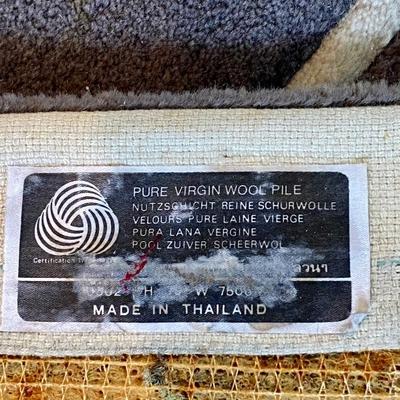 PURE VIRGIN WOOL PILE
NUTZSCHICHT REINE SCHURWOLLE
VELOURS PURE LAINE VIERGE
PURA LANA VERGINE
POOL ZUIVER SCHEERWOL
Certification
H W
MADE IN THAILAND